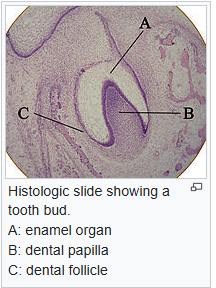 A
B
C
Histologic slide showing a
tooth bud.
A: enamel organ
B: dental papilla
C: dental follicle